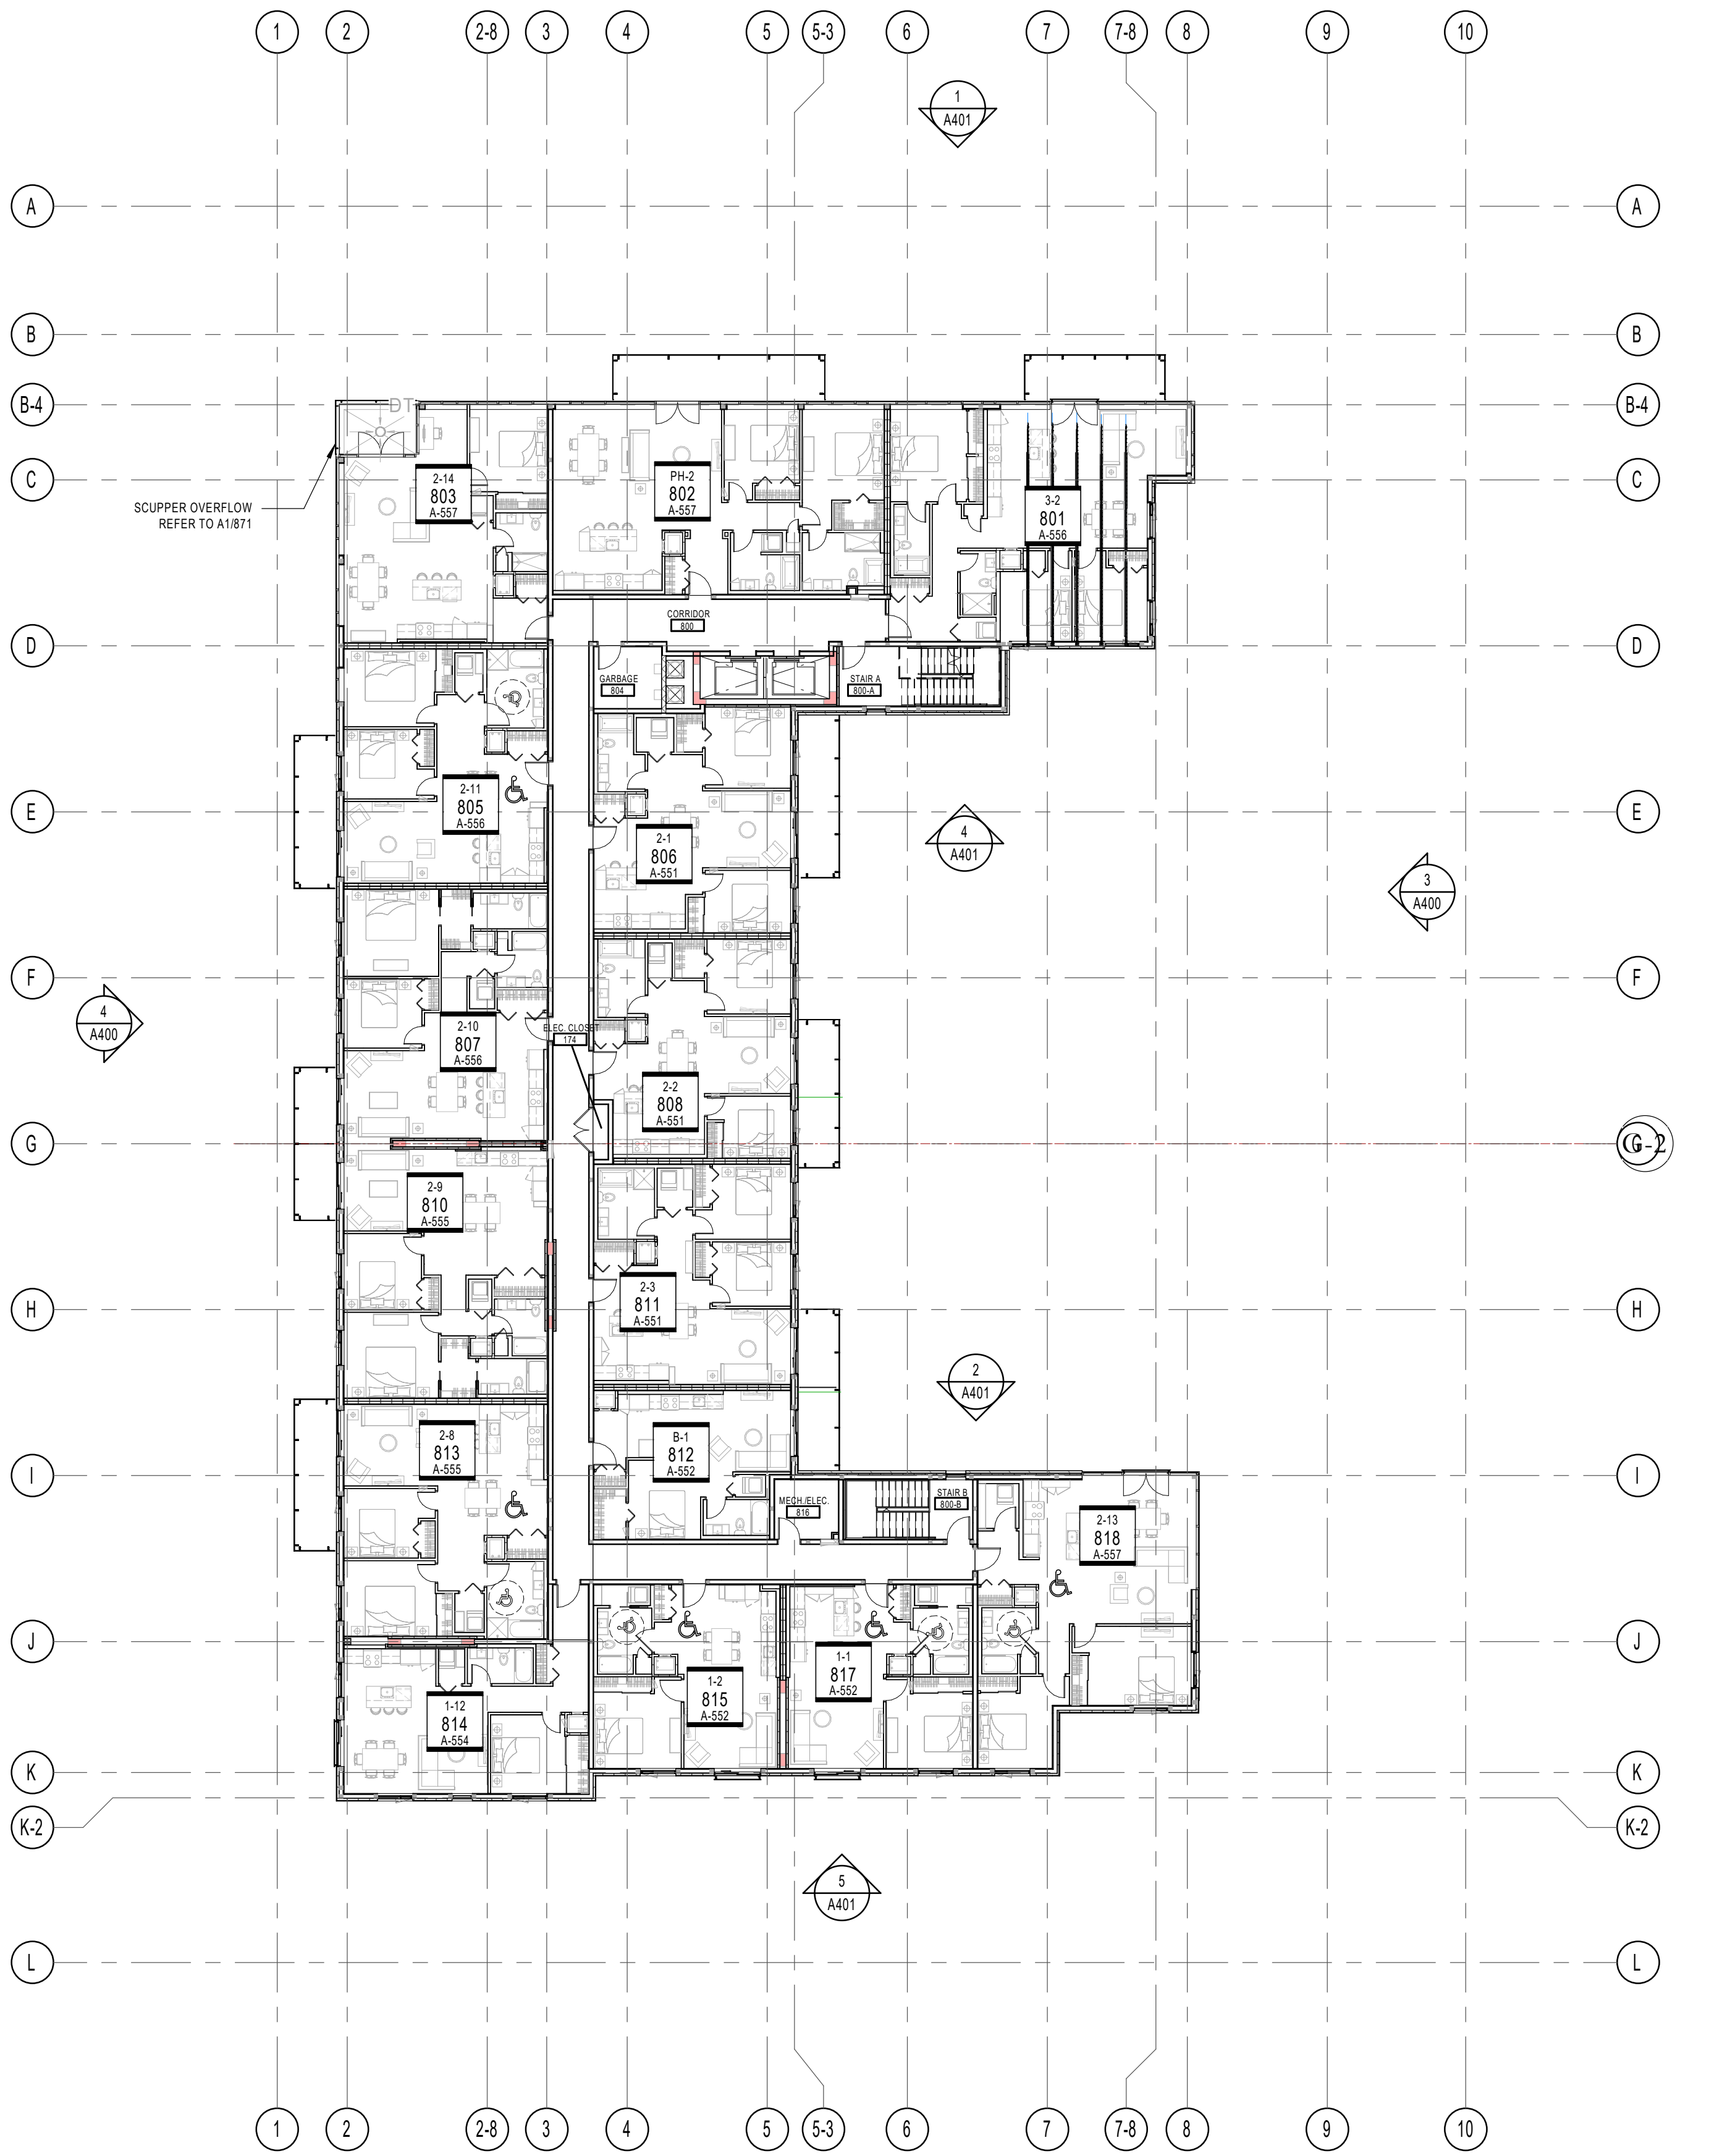 1 2 2-8 3 4 5 5-3 6 7 7-8 8 9 10
1
A401
A A
B B
B-4 B-4
DT
C C
2-14
803
A-557
PH-2
802
A-557
3-2
801
A-556
SCUPPER OVERFLOW
REFER TO A1/871
CORRIDOR
800
D D
GARBAGE
804
STAIR A
800-A
2-11
805
A-556
E E
2-1
806
A-551
4
A401
3
A400
F F
4
A400
2-10
807
A-556
ELEC. CLOSET
174
2-2
808
A-551
G G
G-2
2-9
810
A-555
2-3
811
A-551
H H
2
A401
2-8
813
A-555
B-1
812
A-552
I I
MECH./ELEC.
816
STAIR B
800-B
2-13
818
A-557
J J
1-12
814
A-554
1-2
815
A-552
1-1
817
A-552
K K
K-2 K-2
5
A401
L L
1 2 2-8 3 4 5 5-3 6 7 7-8 8 9 10